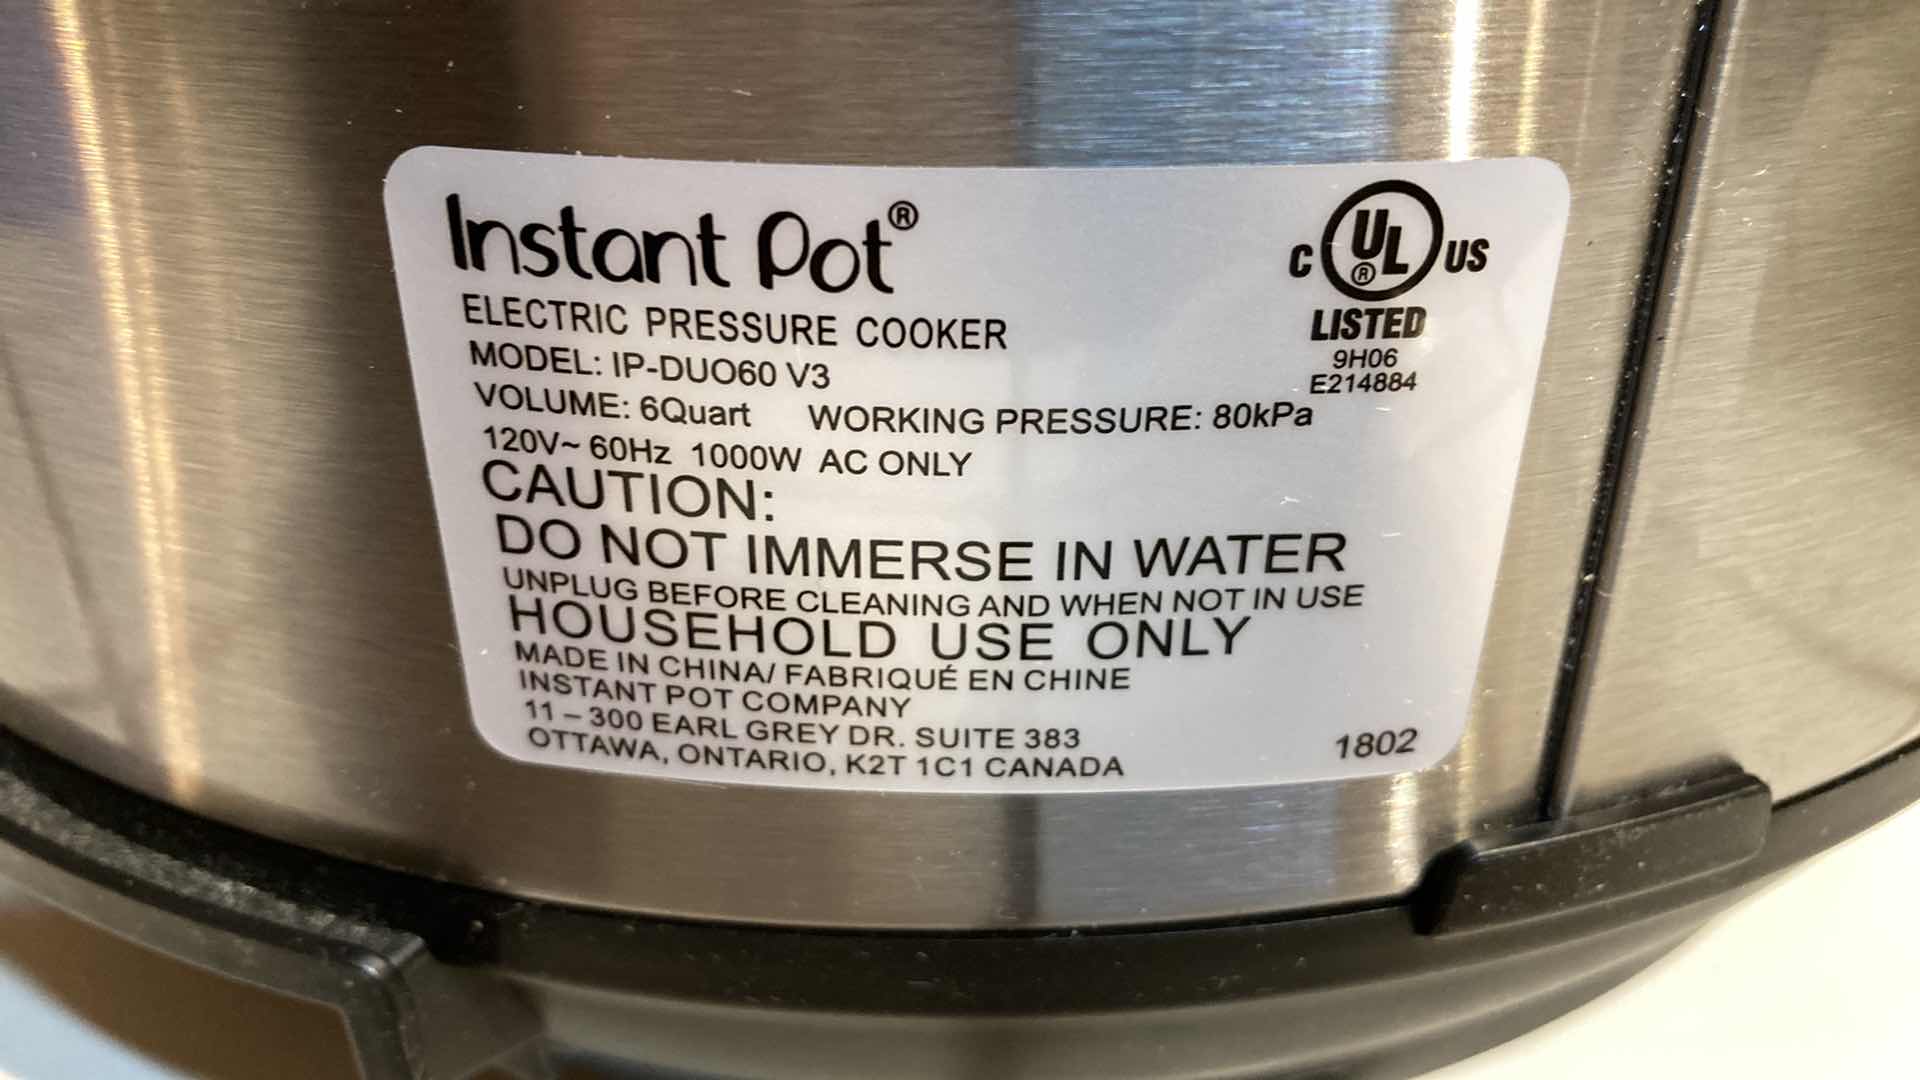 Instant Pot®
C UL® US
LISTED
9H06
E214884
ELECTRIC PRESSURE COOKER
MODEL: IP-DUO60 V3
VOLUME: 6Quart WORKING PRESSURE: 80kPa
120V~ 60Hz 1000W AC ONLY
CAUTION:
DO NOT IMMERSE IN WATER
UNPLUG BEFORE CLEANING AND WHEN NOT IN USE
HOUSEHOLD USE ONLY
MADE IN CHINA/ FABRIQUÉ EN CHINE
INSTANT POT COMPANY
11 – 300 EARL GREY DR. SUITE 383
OTTAWA, ONTARIO, K2T 1C1 CANADA
1802